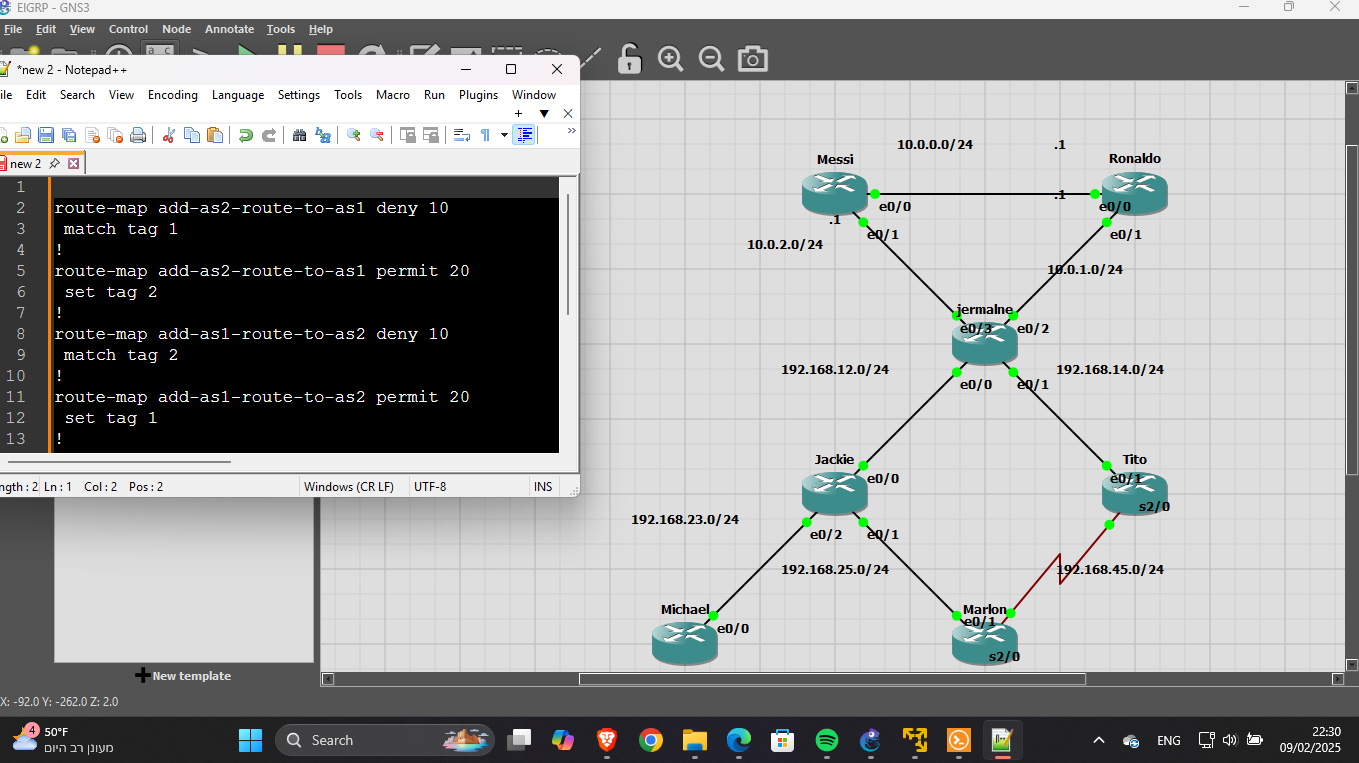 EIGRP - GNS3
File Edit View Control Node Annotate Tools Help
*new 2 - Notepad++
ile Edit Search View Encoding Language Settings Tools Macro Run Plugins Window
+ ▼ ×
new 2
1
2 route-map add-as2-route-to-as1 deny 10
3 match tag 1
4 !
5 route-map add-as2-route-to-as1 permit 20
6 set tag 2
7 !
8 route-map add-as1-route-to-as2 deny 10
9 match tag 2
10 !
11 route-map add-as1-route-to-as2 permit 20
12 set tag 1
13 !
ngth : 2 Ln : 1 Col : 2 Pos : 2 Windows (CR LF) UTF-8 INS
10.0.0.0/24 .1
Messi Ronaldo
e0/0 .1 e0/0
.1 e0/1 e0/1
10.0.2.0/24
10.0.1.0/24
jermaIne
e0/3 e0/2
192.168.12.0/24 192.168.14.0/24
e0/0 e0/1
Jackie Tito
e0/0 e0/1
s2/0
192.168.23.0/24
e0/2 e0/1
192.168.25.0/24 192.168.45.0/24
Michael Marlon
e0/0 e0/1
s2/0
New template
X: -92.0 Y: -262.0 Z: 2.0
4 50°F
מעונן רב היום
Search
ENG
22:30
09/02/2025